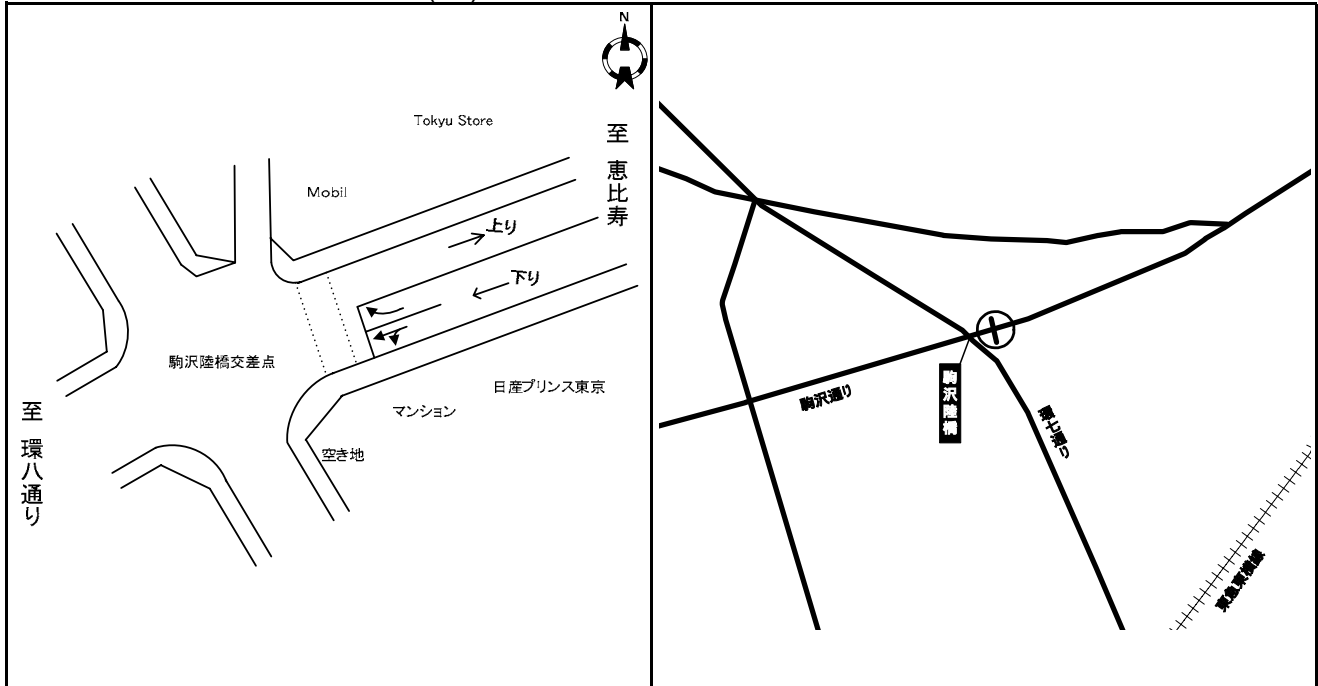 N
Tokyu Store
至 恵比寿
Mobil
上り
下り
駒沢陸橋交差点
日産プリンス東京
マンション
空き地
至 環八通り
駒沢通り
駒沢陸橋
環七通り
東急東横線